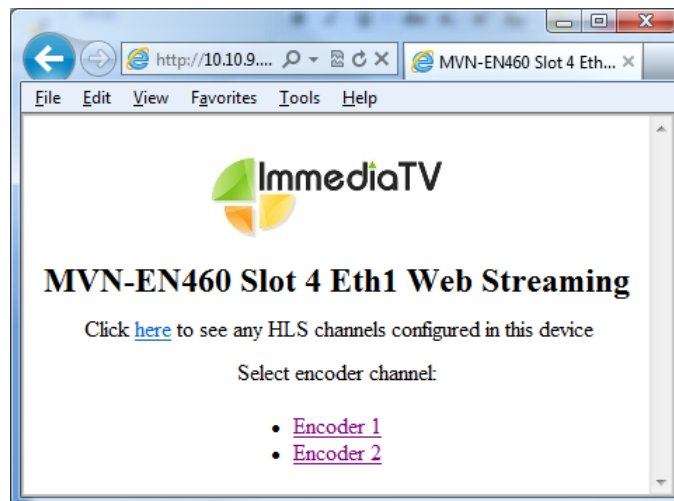 http://10.10.9....
MVN-EN460 Slot 4 Eth...
File Edit View Favorites Tools Help
ImmediaTV
MVN-EN460 Slot 4 Eth1 Web Streaming
Click here to see any HLS channels configured in this device
Select encoder channel:
• Encoder 1
• Encoder 2